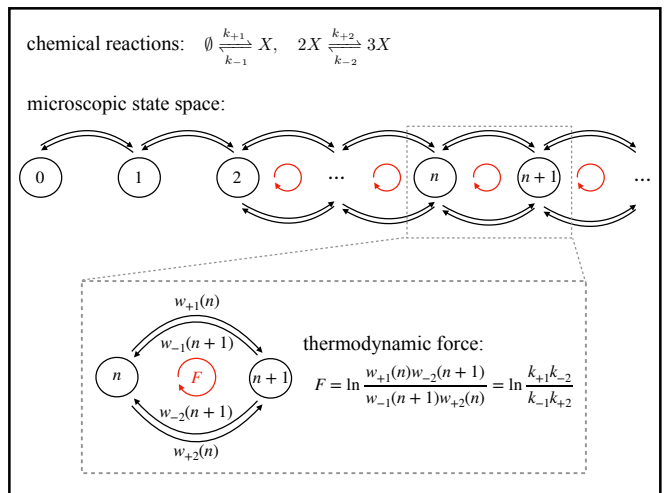 chemical reactions: ∅ ⇌ X, 2X ⇌ 3X
k+1 k+2
k−1 k−2
microscopic state space:
0 1 2 ... n n + 1 ...
w+1(n)
w−1(n + 1)
thermodynamic force:
n F n + 1
F = ln w+1(n)w−2(n + 1) / w−1(n + 1)w+2(n) = ln k+1k−2 / k−1k+2
w−2(n + 1)
w+2(n)